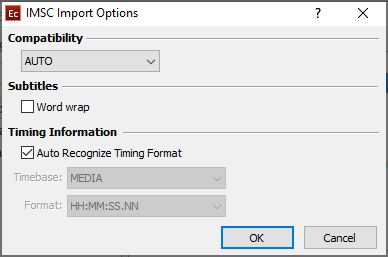 Ec IMSC Import Options
Compatibility
AUTO
Subtitles
Word wrap
Timing Information
Auto Recognize Timing Format
Timebase: MEDIA
Format: HH:MM:SS.NN
OK Cancel